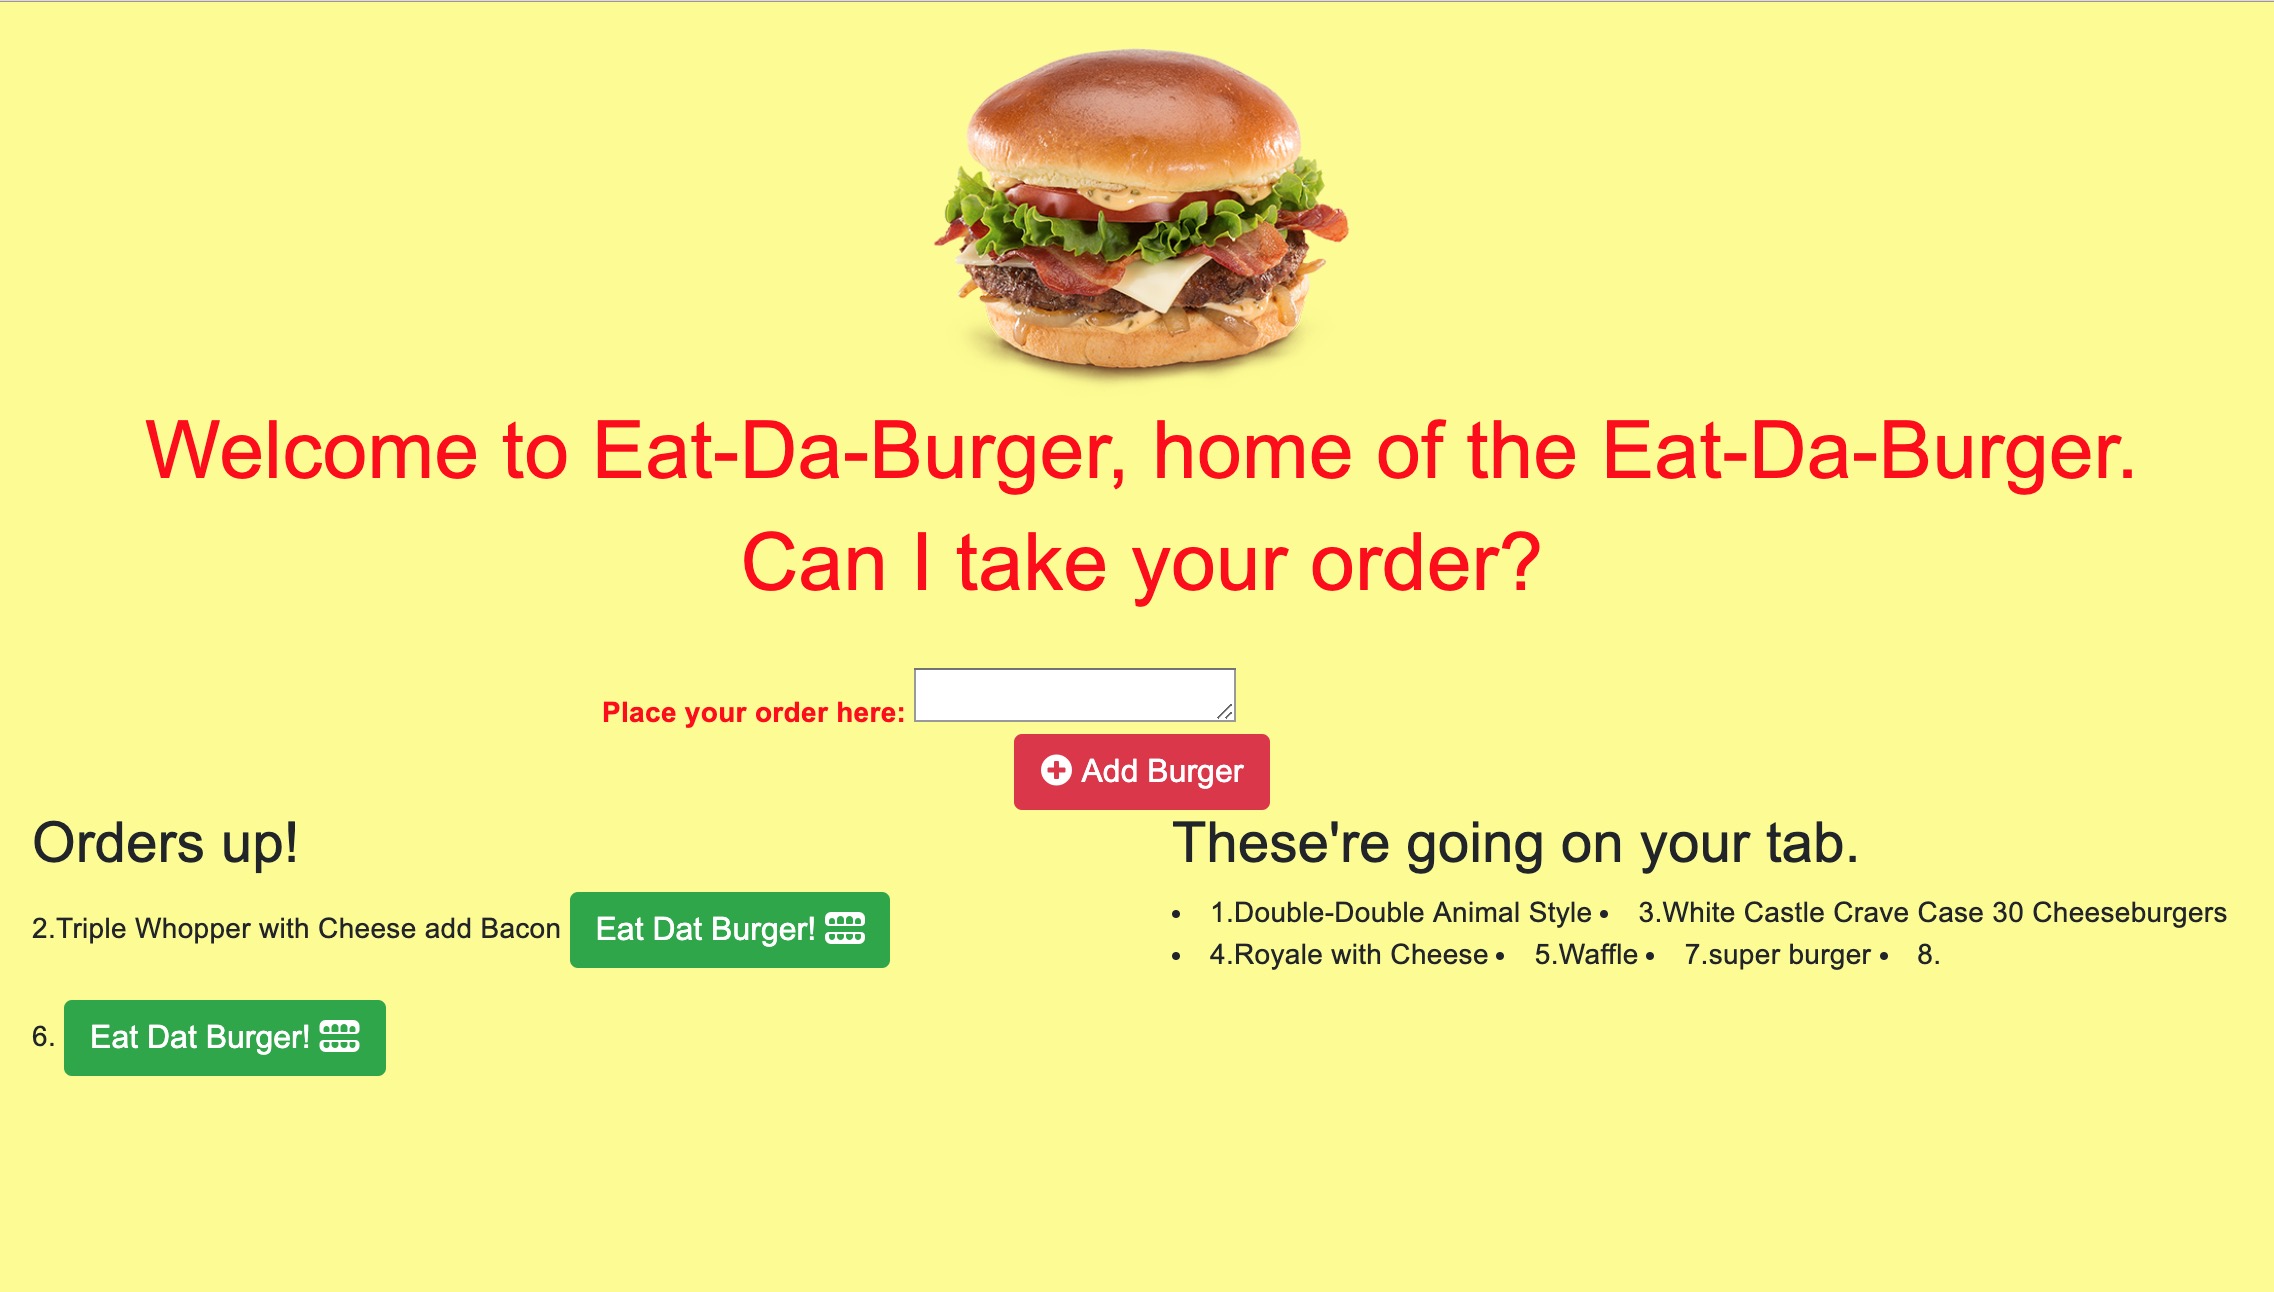 Welcome to Eat-Da-Burger, home of the Eat-Da-Burger.
Can I take your order?
Place your order here:
Add Burger
Orders up!
2.Triple Whopper with Cheese add Bacon Eat Dat Burger!
6. Eat Dat Burger!
These're going on your tab.
• 1.Double-Double Animal Style • 3.White Castle Crave Case 30 Cheeseburgers
• 4.Royale with Cheese • 5.Waffle • 7.super burger • 8.